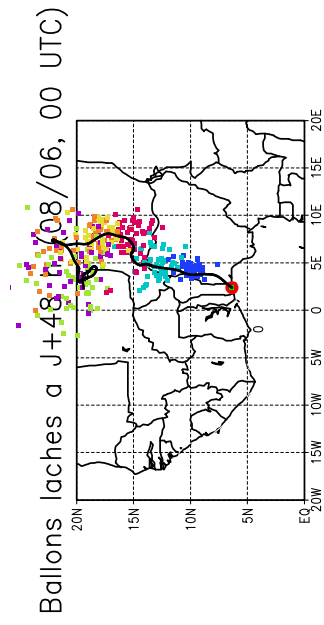 Ballons laches a J+48 (08/06, 00 UTC)
20N
15N
10N
5N
EQ
0
20W 15W 10W 5W 0 5E 10E 15E 20E